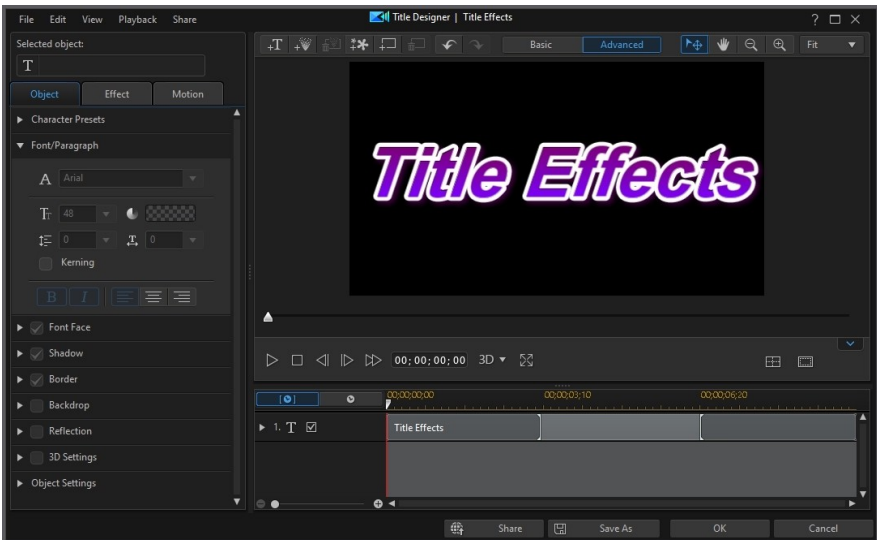 File Edit View Playback Share
Title Designer | Title Effects
?
Selected object:
T
Object Effect Motion
Character Presets
Font/Paragraph
A Arial
48
0 0
Kerning
B I
Font Face
Shadow
Border
Backdrop
Reflection
3D Settings
Object Settings
Basic Advanced Fit
Title Effects
00;00;00;00 3D
00;00;00;00 00;00;03;10 00;00;06;20
1. T Title Effects
Share Save As OK Cancel